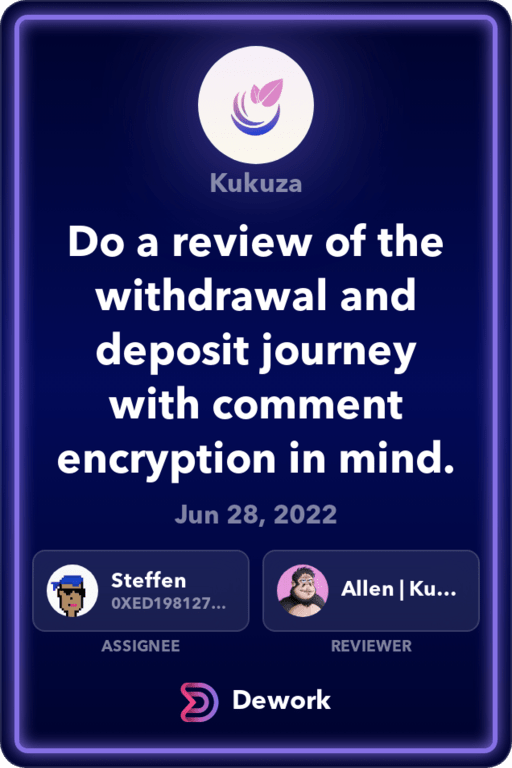 Kukuza
Do a review of the
withdrawal and
deposit journey
with comment
encryption in mind.
Jun 28, 2022
Steffen
0XED198127...
ASSIGNEE
Allen | Ku...
REVIEWER
Dework